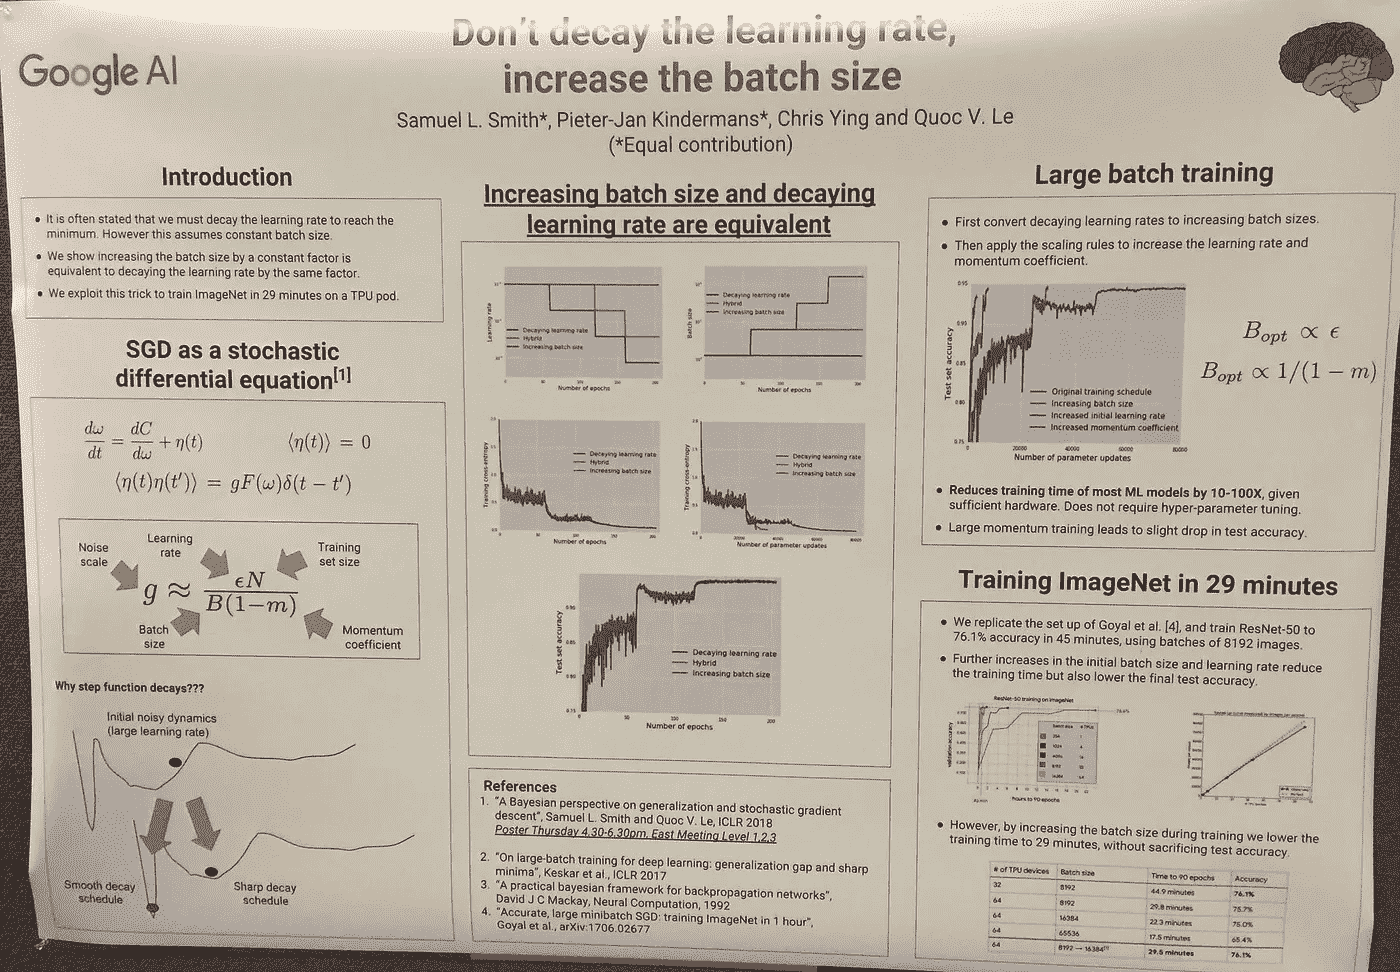 Google AI
Don't decay the learning rate,
increase the batch size
Samuel L. Smith*, Pieter-Jan Kindermans*, Chris Ying and Quoc V. Le
(*Equal contribution)
Introduction
• It is often stated that we must decay the learning rate to reach the
minimum. However this assumes constant batch size.
• We show increasing the batch size by a constant factor is
equivalent to decaying the learning rate by the same factor.
• We exploit this trick to train ImageNet in 29 minutes on a TPU pod.
SGD as a stochastic
differential equation[1]
dω/dt = dC/dω + η(t)    ⟨η(t)⟩ = 0
⟨η(t)η(t′)⟩ = gF(ω)δ(t − t′)
Noise
scale
Learning
rate
Training
set size
g ≈ ϵN / B(1−m)
Batch
size
Momentum
coefficient
Why step function decays???
Initial noisy dynamics
(large learning rate)
Smooth decay
schedule
Sharp decay
schedule
Increasing batch size and decaying
learning rate are equivalent
Learning rate
Decaying learning rate
Hybrid
Increasing batch size
Number of epochs
Batch size
Decaying learning rate
Hybrid
Increasing batch size
Number of epochs
Training cross-entropy
Decaying learning rate
Hybrid
Increasing batch size
Number of epochs
Training cross-entropy
Decaying learning rate
Hybrid
Increasing batch size
Number of parameter updates
Test set accuracy
Decaying learning rate
Hybrid
Increasing batch size
0 50 100 150 200
Number of epochs
References
1. "A Bayesian perspective on generalization and stochastic gradient
descent", Samuel L. Smith and Quoc V. Le, ICLR 2018
Poster Thursday 4.30-6.30pm, East Meeting Level 1,2,3
2. "On large-batch training for deep learning: generalization gap and sharp
minima", Keskar et al., ICLR 2017
3. "A practical bayesian framework for backpropagation networks",
David J C Mackay, Neural Computation, 1992
4. "Accurate, large minibatch SGD: training ImageNet in 1 hour",
Goyal et al., arXiv:1706.02677
Large batch training
• First convert decaying learning rates to increasing batch sizes.
• Then apply the scaling rules to increase the learning rate and
momentum coefficient.
Test set accuracy
Original training schedule
Increasing batch size
Increased initial learning rate
Increased momentum coefficient
0 20000 40000 60000 80000
Number of parameter updates
B_opt ∝ ϵ
B_opt ∝ 1/(1 − m)
• Reduces training time of most ML models by 10-100X, given
sufficient hardware. Does not require hyper-parameter tuning.
• Large momentum training leads to slight drop in test accuracy.
Training ImageNet in 29 minutes
• We replicate the set up of Goyal et al. [4], and train ResNet-50 to
76.1% accuracy in 45 minutes, using batches of 8192 images.
• Further increases in the initial batch size and learning rate reduce
the training time but also lower the final test accuracy.
ResNet-50 training on ImageNet
validation accuracy
hours to 90 epochs
• However, by increasing the batch size during training we lower the
training time to 29 minutes, without sacrificing test accuracy.
# of TPU devices Batch size Time to 90 epochs Accuracy
32 8192 44.9 minutes 76.1%
64 8192 29.8 minutes 75.7%
64 16384 22.3 minutes 75.0%
64 65536 17.5 minutes 65.4%
64 8192 → 16384 29.5 minutes 76.1%